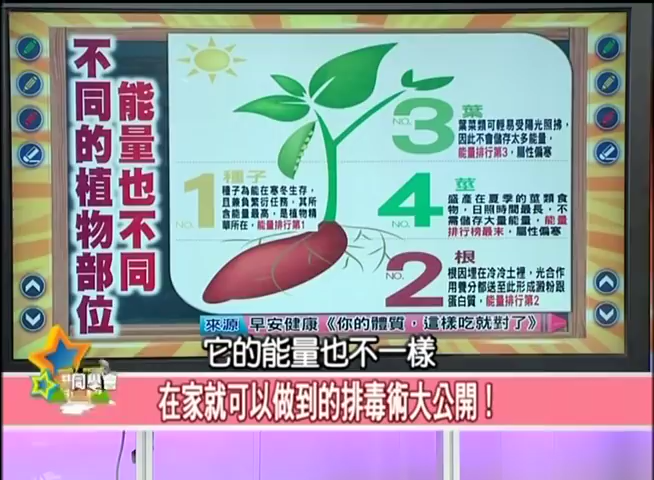 不同的植物部位
能量也不同
NO.3
葉
葉菜類可輕易受陽光照拂，
因此不會儲存太多能量，
能量排行第3，屬性偏寒
NO.1
種子
種子為能在寒冬生存，
且兼負繁衍任務，其所
含能量最高，是植物精
華所在，能量排行第1
NO.4
莖
盛產在夏季的莖類食
物，日照時間最長，不
需儲存大量能量，能量
排行榜最末，屬性偏寒
NO.2
根
根因埋在冷冷土裡，光合作
用養分都送至此形成澱粉跟
蛋白質，能量排行第2
來源 早安健康《你的體質，這樣吃就對了》
它的能量也不一樣
同學會
在家就可以做到的排毒術大公開！